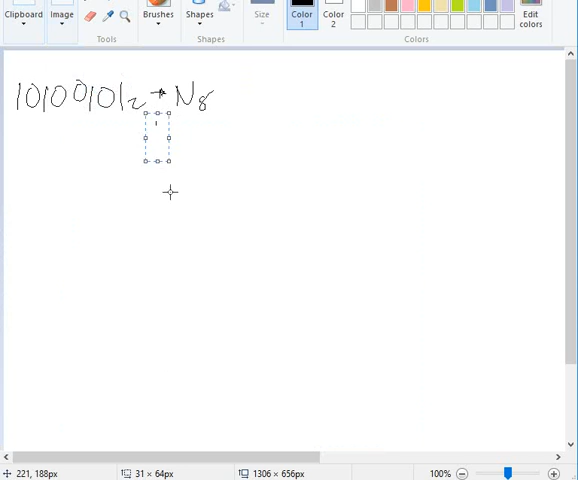 Clipboard Image Brushes Shapes Size Color Color Edit
1 2 colors
Tools Shapes Colors
10100101₂ → N₈
221, 188px 31 × 64px 1306 × 656px 100%